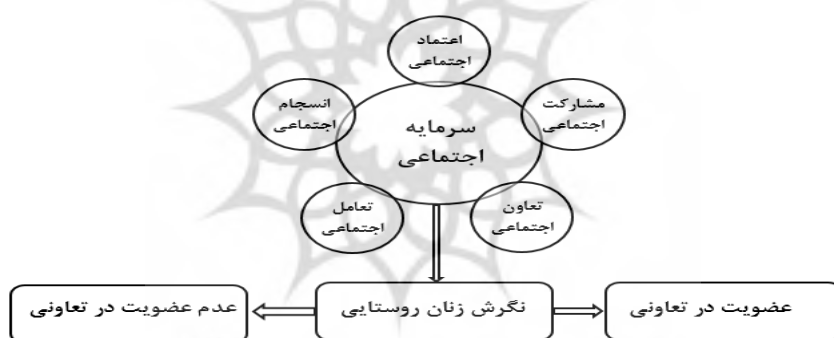 اعتماد
اجتماعی
مشارکت
اجتماعی
انسجام
اجتماعی
سرمایه
اجتماعی
تعاون
اجتماعی
تعامل
اجتماعی
عضویت در تعاونی
نگرش زنان روستایی
عدم عضویت در تعاونی